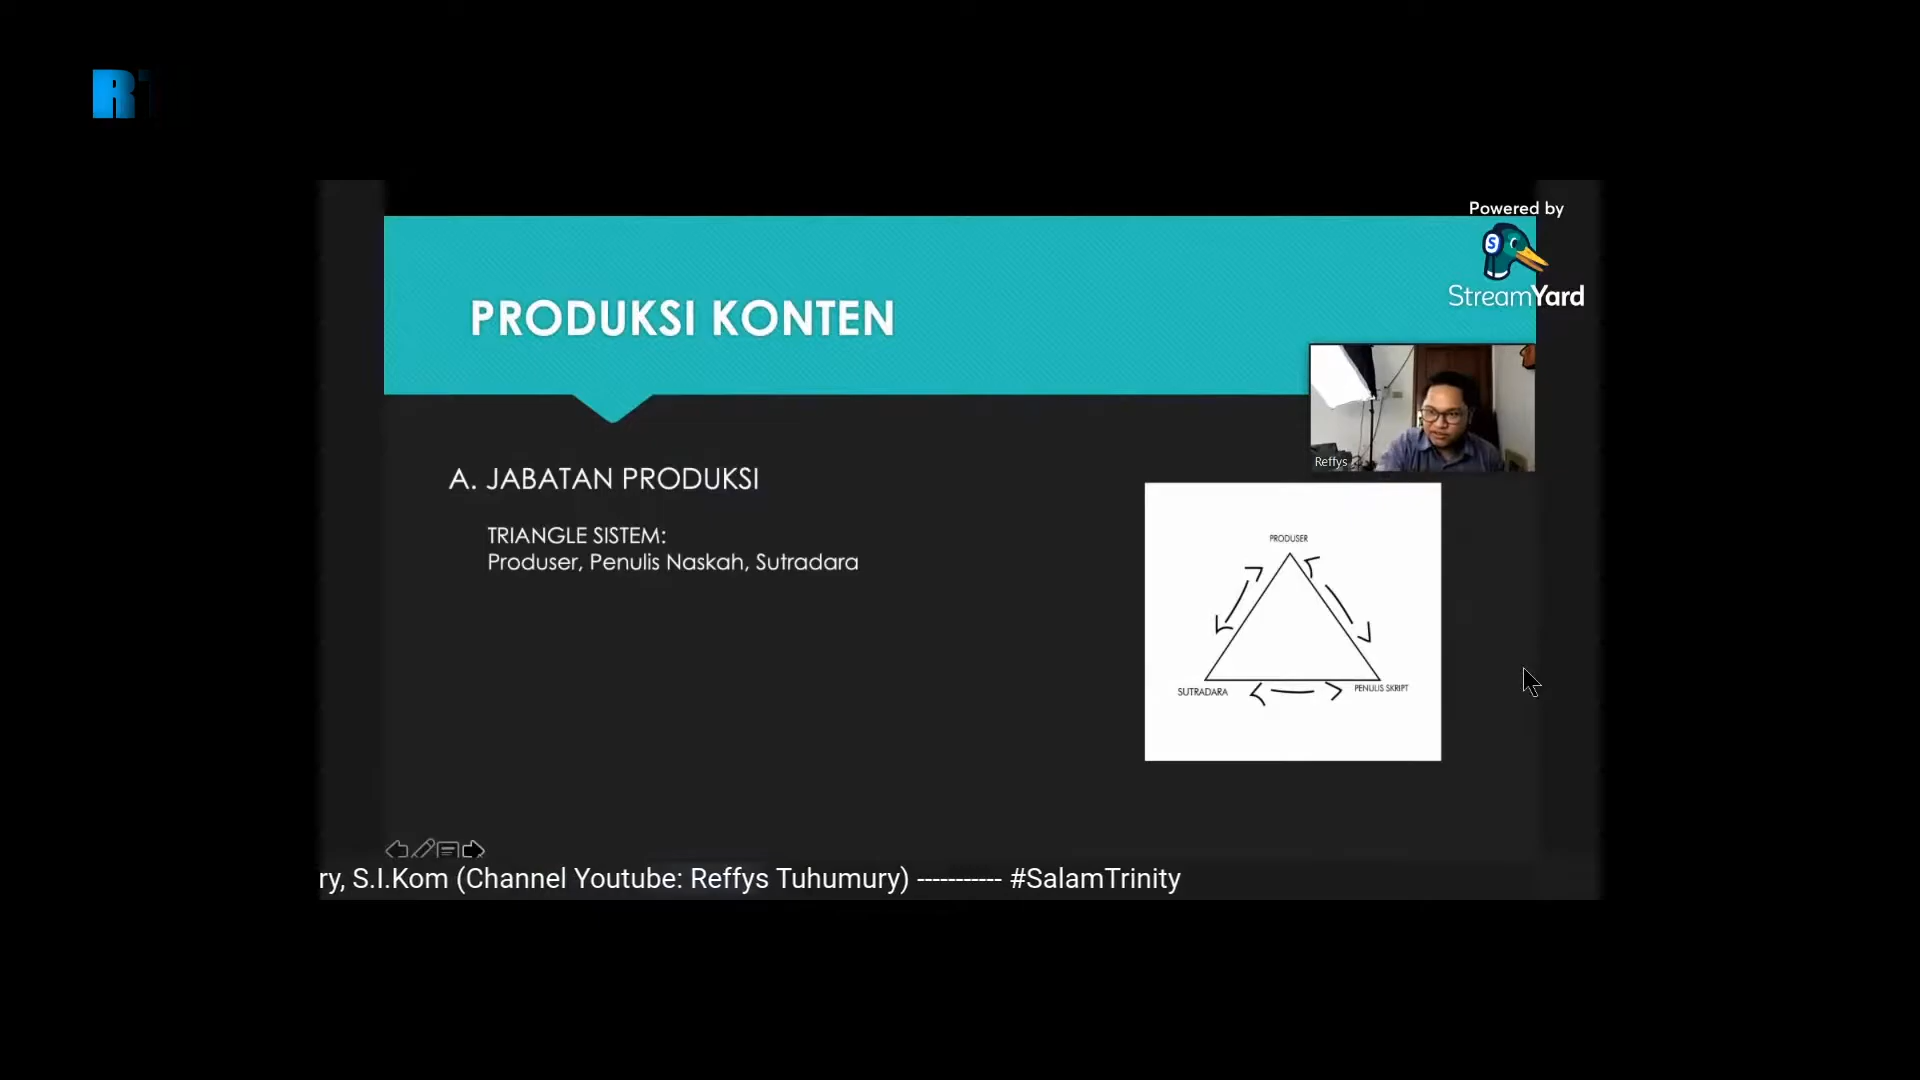 R
Powered by
StreamYard
PRODUKSI KONTEN
Reffys
A. JABATAN PRODUKSI
TRIANGLE SISTEM:
Produser, Penulis Naskah, Sutradara
PRODUSER
SUTRADARA
PENULIS SKRIPT
ry, S.I.Kom (Channel Youtube: Reffys Tuhumury) ----------- #SalamTrinity